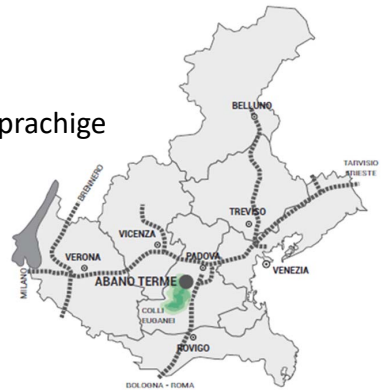 BELLUNO
prachige
TARVISIO
TRIESTE
BRENNERO
TREVISO
VICENZA
VERONA
PADOVA
VENEZIA
MILANO
ABANO TERME
COLLI
EUGANEI
ROVIGO
BOLOGNA - ROMA